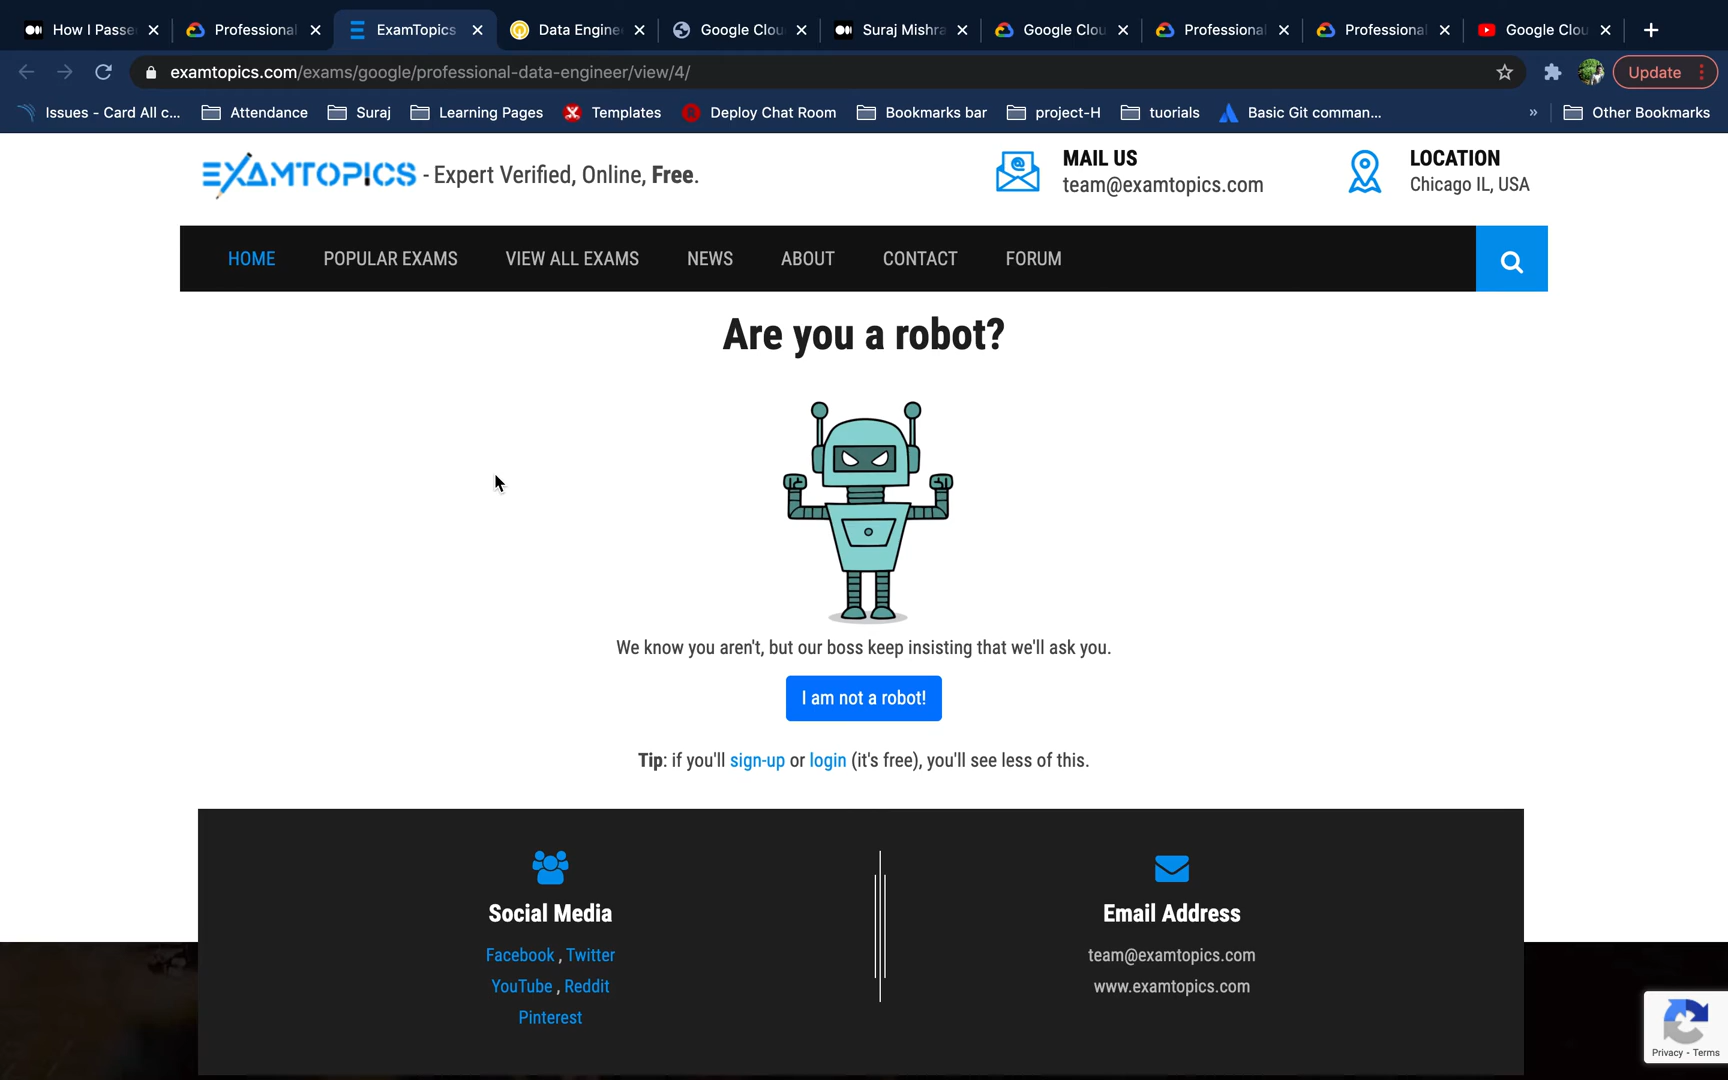 How I Passe
Professional
ExamTopics
Data Engine
Google Clou
Suraj Mishra
Google Clou
Professional
Professional
Google Clou
examtopics.com/exams/google/professional-data-engineer/view/4/
Update
Issues - Card All c...
Attendance
Suraj
Learning Pages
Templates
Deploy Chat Room
Bookmarks bar
project-H
tuorials
Basic Git comman...
»
Other Bookmarks
EXAMTOPICS - Expert Verified, Online, Free.
MAIL US
team@examtopics.com
LOCATION
Chicago IL, USA
HOME
POPULAR EXAMS
VIEW ALL EXAMS
NEWS
ABOUT
CONTACT
FORUM
Are you a robot?
We know you aren't, but our boss keep insisting that we'll ask you.
I am not a robot!
Tip: if you'll sign-up or login (it's free), you'll see less of this.
Social Media
Facebook , Twitter
YouTube , Reddit
Pinterest
Email Address
team@examtopics.com
www.examtopics.com
Privacy - Terms